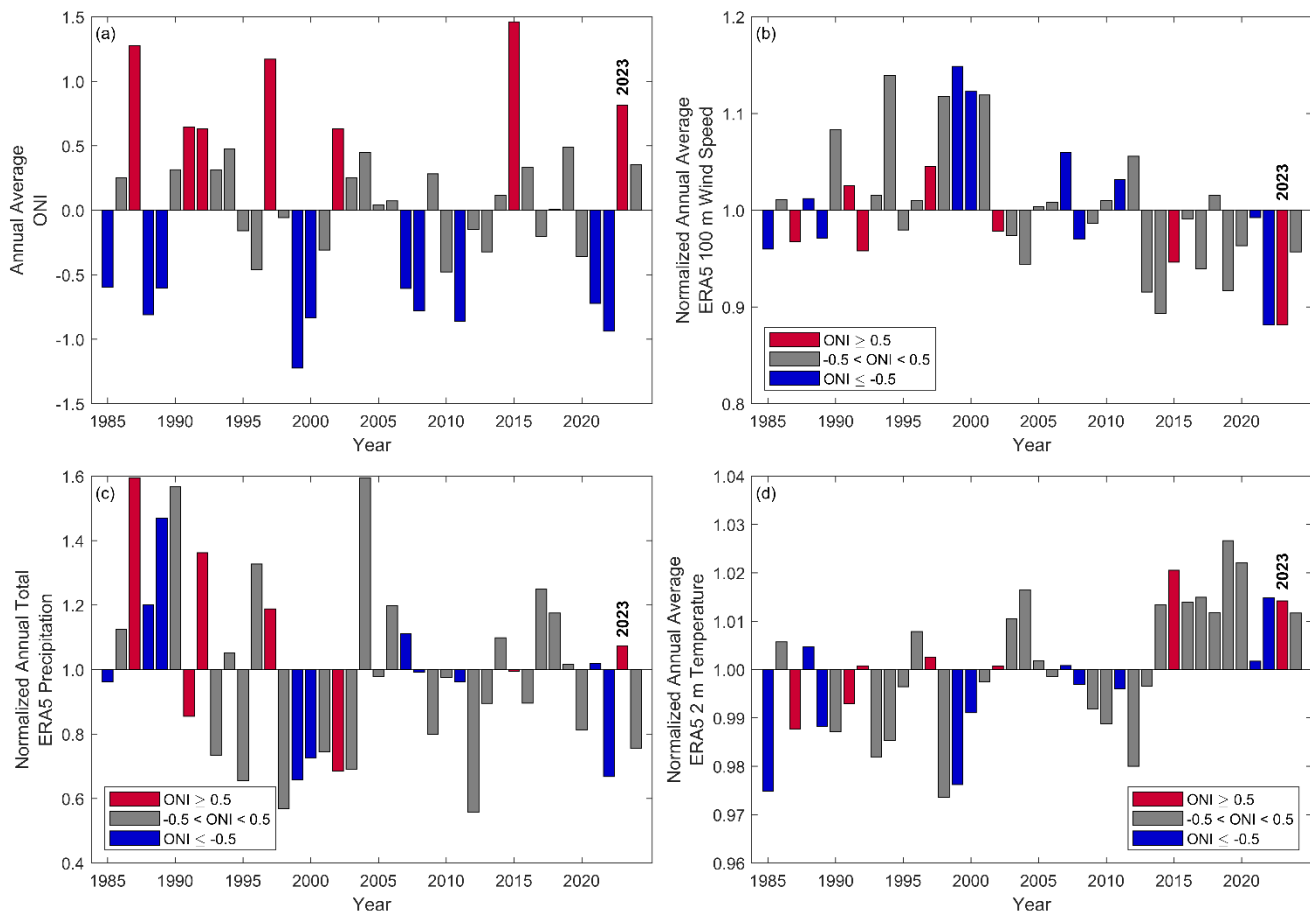 (a)
1.5
1.0
0.5
0.0
-0.5
-1.0
-1.5
Annual Average
ONI
2023
1985 1990 1995 2000 2005 2010 2015 2020
Year
(b)
1.2
1.1
1.0
0.9
0.8
Normalized Annual Average
ERA5 100 m Wind Speed
2023
ONI ≥ 0.5
-0.5 < ONI < 0.5
ONI ≤ -0.5
1985 1990 1995 2000 2005 2010 2015 2020
Year
(c)
1.6
1.4
1.2
1.0
0.8
0.6
0.4
Normalized Annual Total
ERA5 Precipitation
2023
ONI ≥ 0.5
-0.5 < ONI < 0.5
ONI ≤ -0.5
1985 1990 1995 2000 2005 2010 2015 2020
Year
(d)
1.04
1.03
1.02
1.01
1.00
0.99
0.98
0.97
0.96
Normalized Annual Average
ERA5 2 m Temperature
2023
ONI ≥ 0.5
-0.5 < ONI < 0.5
ONI ≤ -0.5
1985 1990 1995 2000 2005 2010 2015 2020
Year